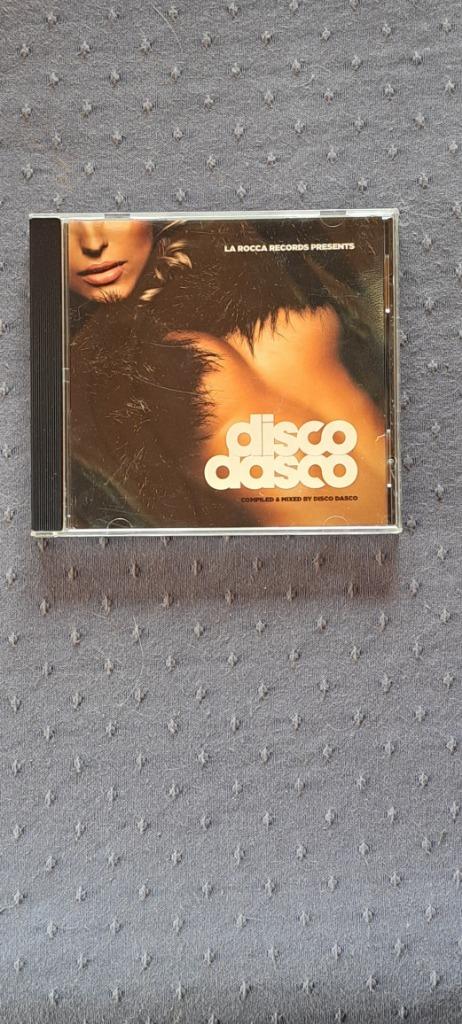 LA ROCCA RECORDS PRESENTS
disco
dasco
COMPILED & MIXED BY DISCO DASCO